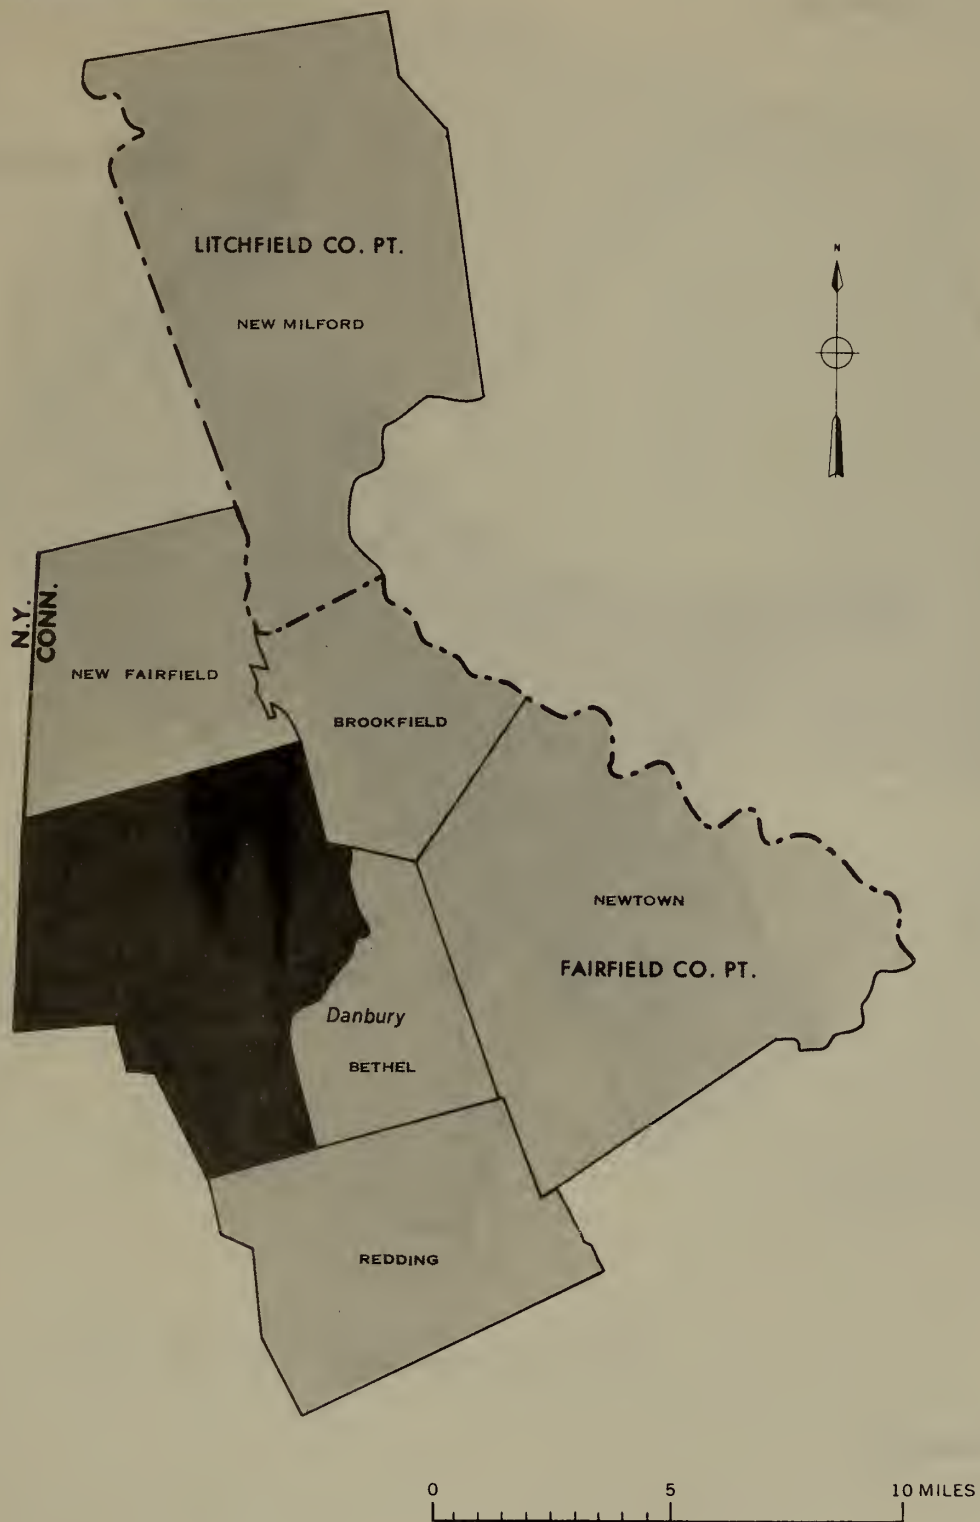 LITCHFIELD CO. PT.
N
NEW MILFORD
N.Y.
CONN.
NEW FAIRFIELD
BROOKFIELD
NEWTOWN
FAIRFIELD CO. PT.
Danbury
BETHEL
REDDING
0 5 10 MILES